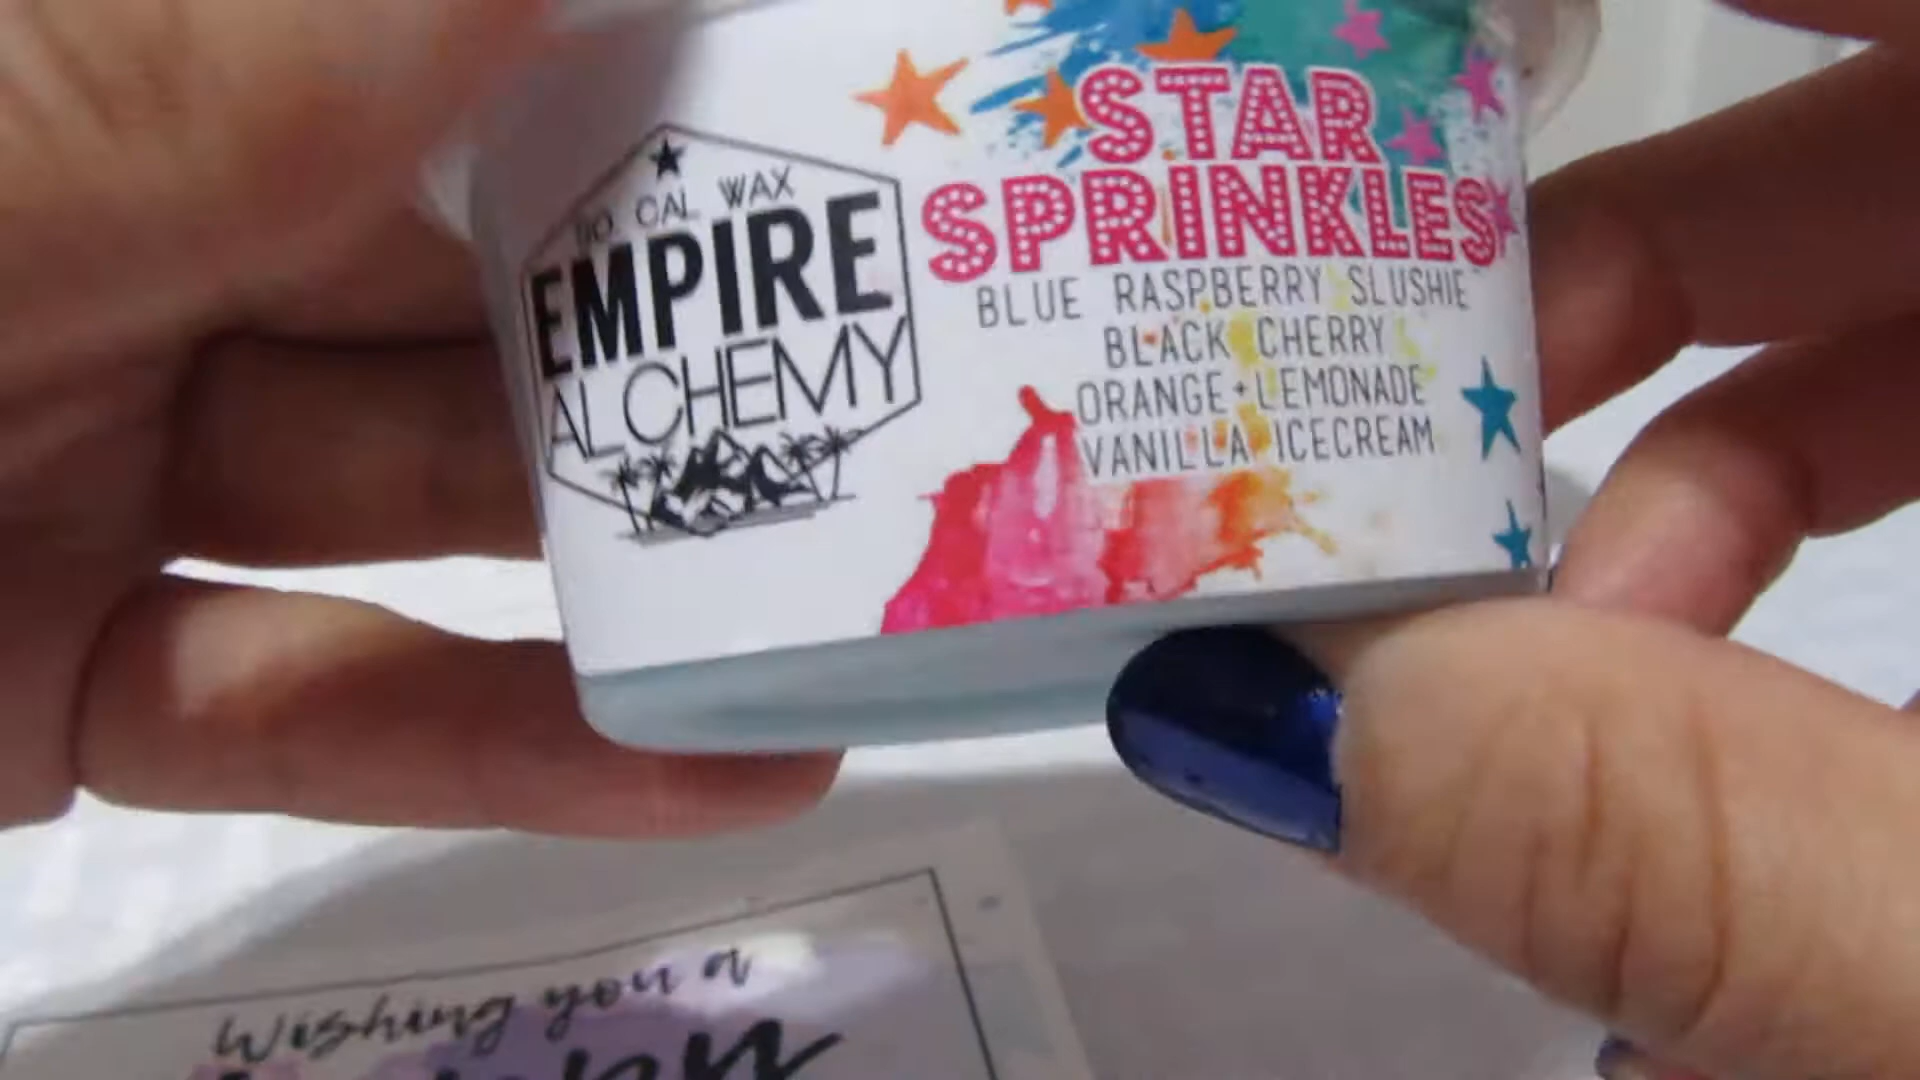 SO. CAL WAX
EMPIRE
ALCHEMY
STAR
SPRINKLES
BLUE RASPBERRY SLUSHIE
BLACK CHERRY
ORANGE + LEMONADE
VANILLA ICECREAM
Wishing you a